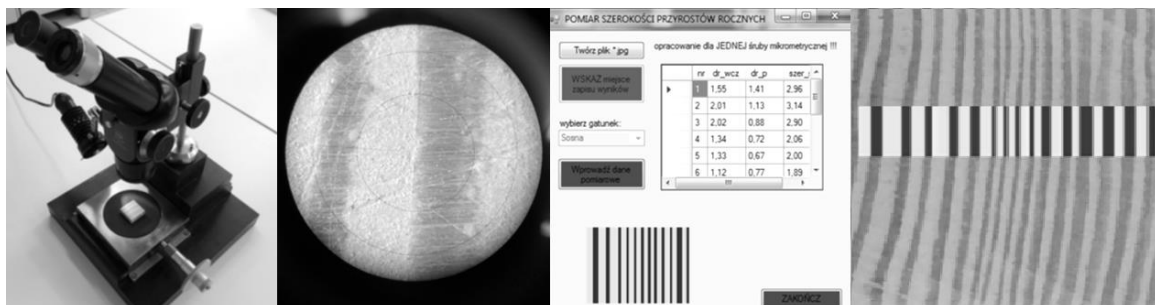 POMIAR SZEROKOŚCI PRZYROSTÓW ROCZNYCH
Twórz plik *.jpg
opracowanie dla JEDNEJ śruby mikrometrycznej !!!
WSKAŻ miejsce
zapisu wyników
wybierz gatunek:
Sosna
Wprowadź dane
pomiarowe
nr dr_wcz dr_p szer_
1 1,55 1,41 2,96
2 2,01 1,13 3,14
3 2,02 0,88 2,90
4 1,34 0,72 2,06
5 1,33 0,67 2,00
6 1,12 0,77 1,89
ZAKOŃCZ